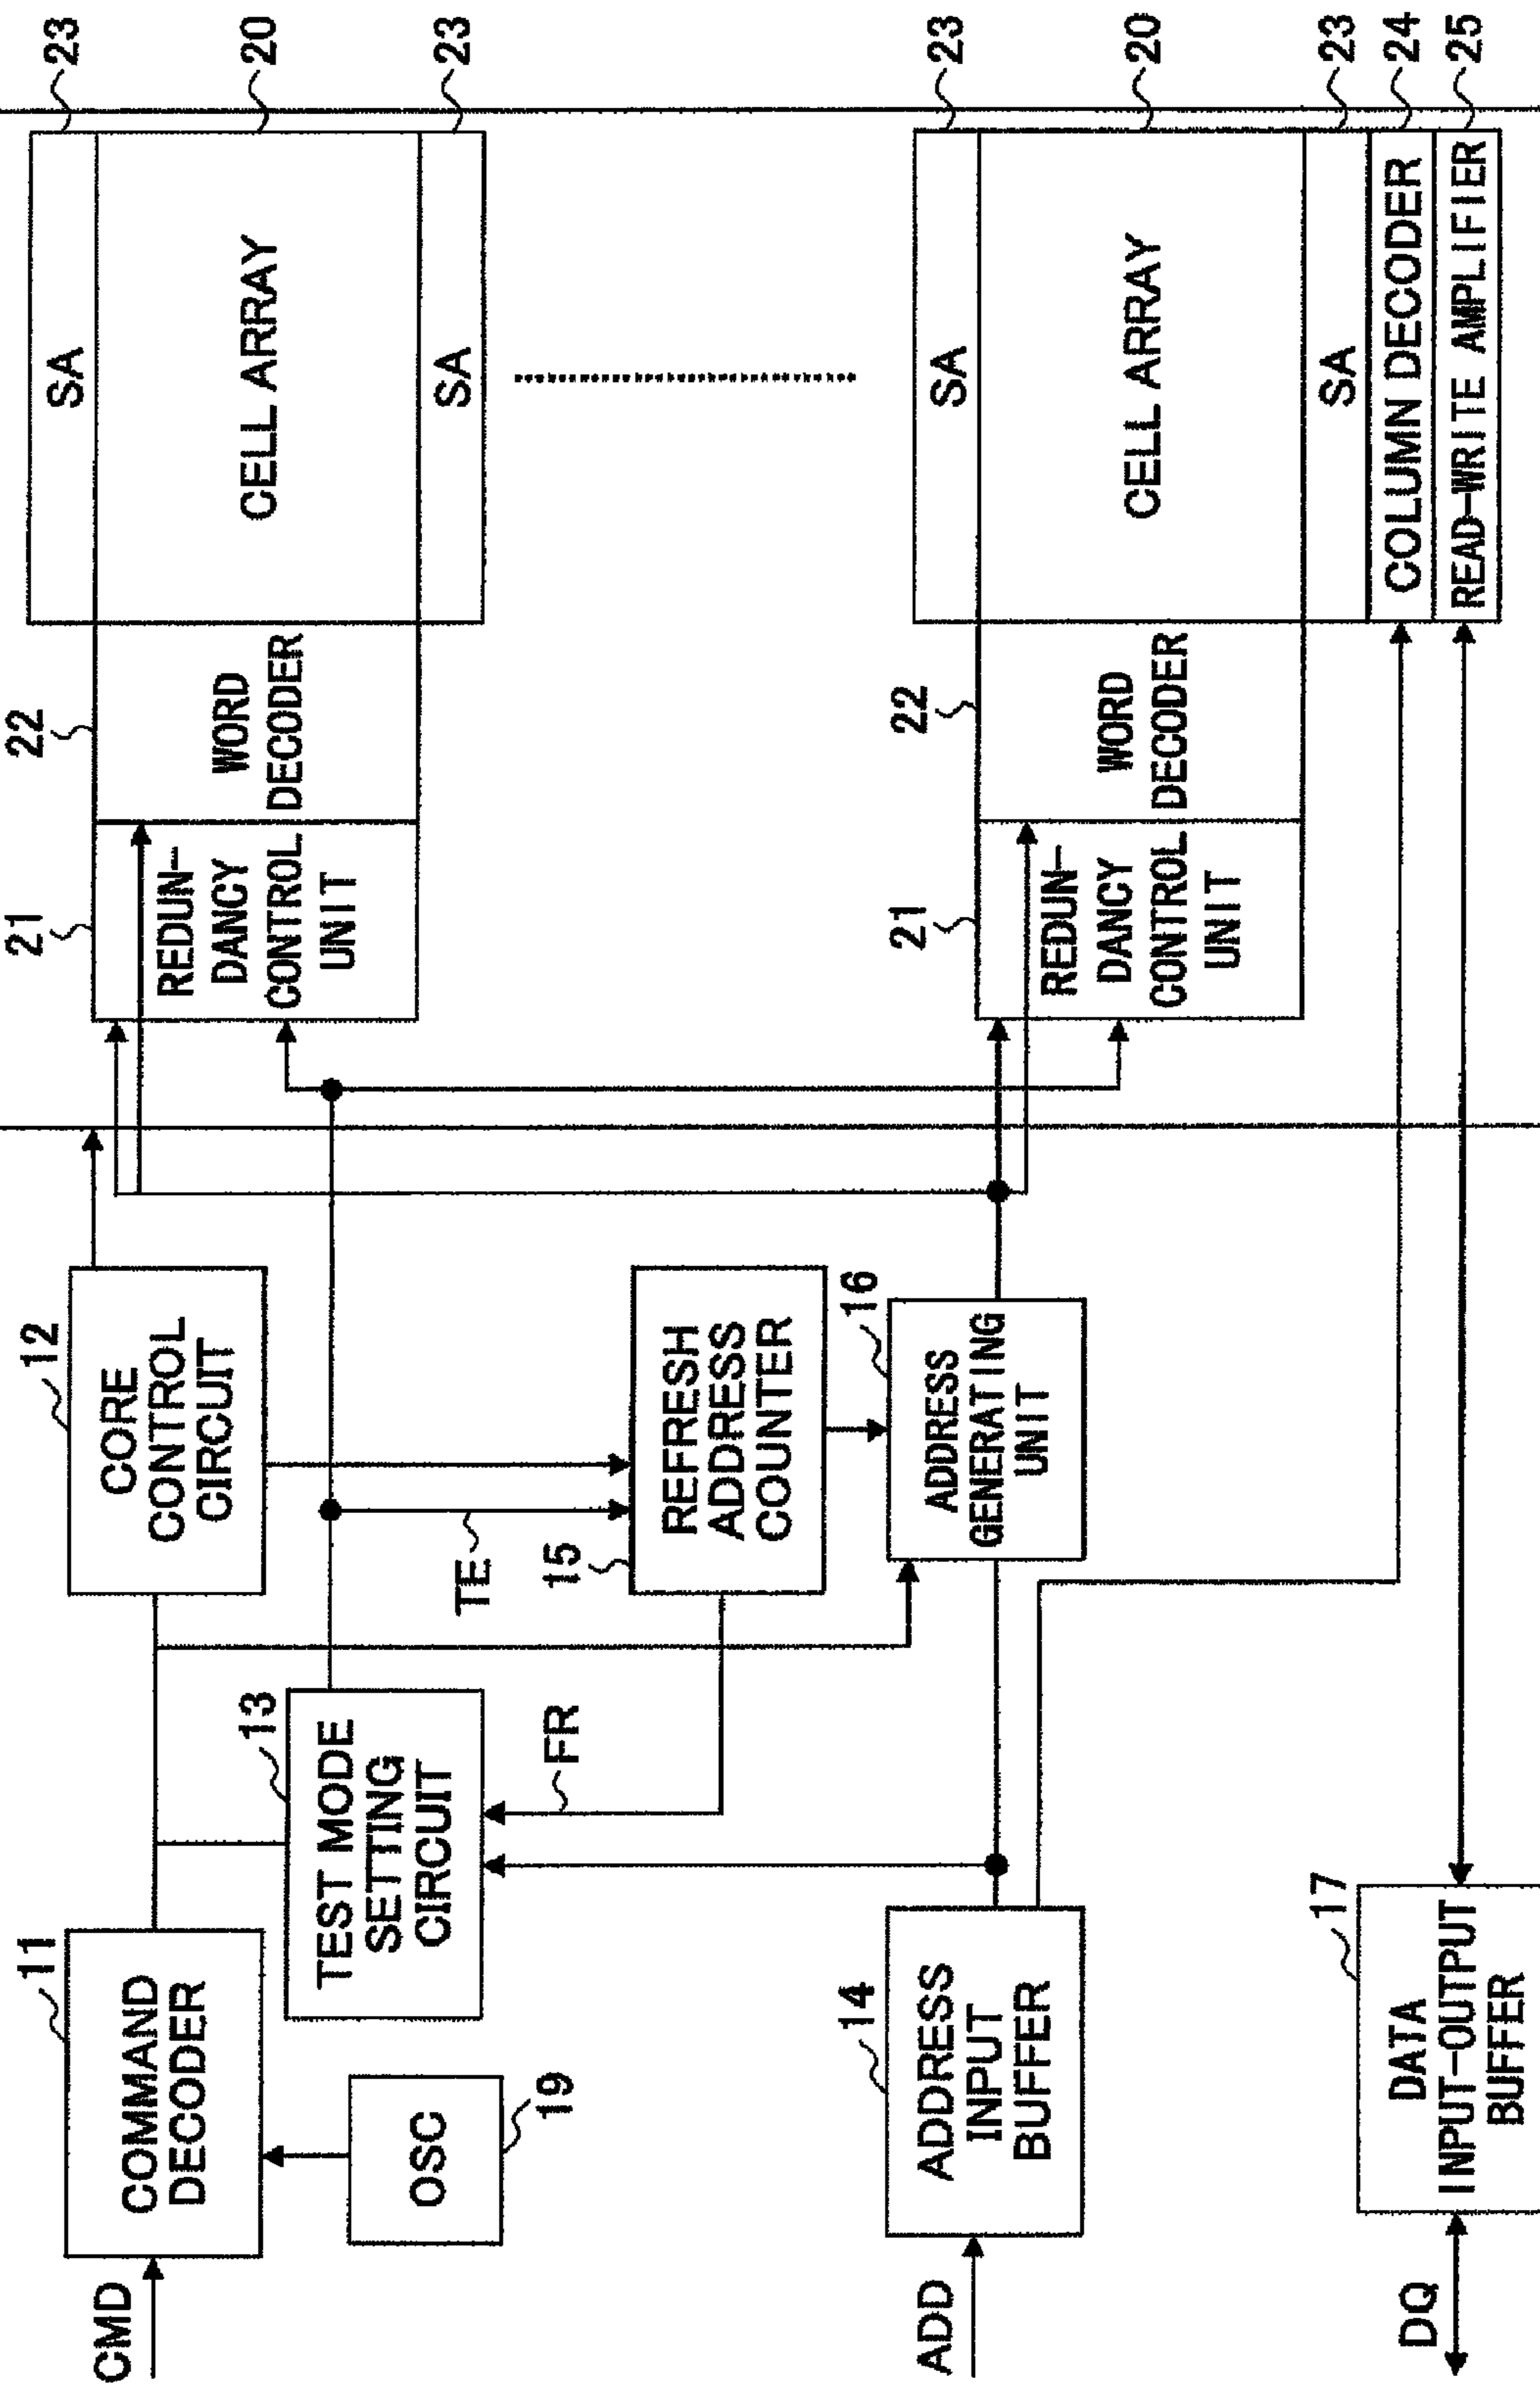 CMD
11
COMMAND
DECODER
OSC
19
13
TEST MODE
SETTING
CIRCUIT
FR
TE
12
CORE
CONTROL
CIRCUIT
15
REFRESH
ADDRESS
COUNTER
16
ADDRESS
GENERATING
UNIT
ADD
14
ADDRESS
INPUT
BUFFER
DQ
17
DATA
INPUT-OUTPUT
BUFFER
21
REDUN-
DANCY
CONTROL
UNIT
22
WORD
DECODER
SA
23
CELL ARRAY
20
SA
23
21
REDUN-
DANCY
CONTROL
UNIT
22
WORD
DECODER
SA
23
CELL ARRAY
20
SA
23
COLUMN DECODER
24
READ-WRITE AMPLIFIER
25